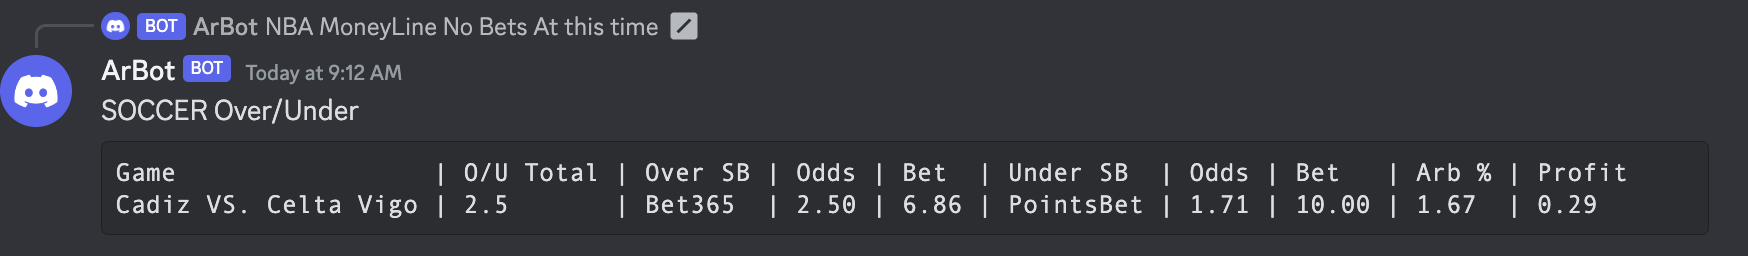 BOT ArBot NBA MoneyLine No Bets At this time
ArBot BOT Today at 9:12 AM
SOCCER Over/Under
Game | O/U Total | Over SB | Odds | Bet | Under SB | Odds | Bet | Arb % | Profit
Cadiz VS. Celta Vigo | 2.5 | Bet365 | 2.50 | 6.86 | PointsBet | 1.71 | 10.00 | 1.67 | 0.29